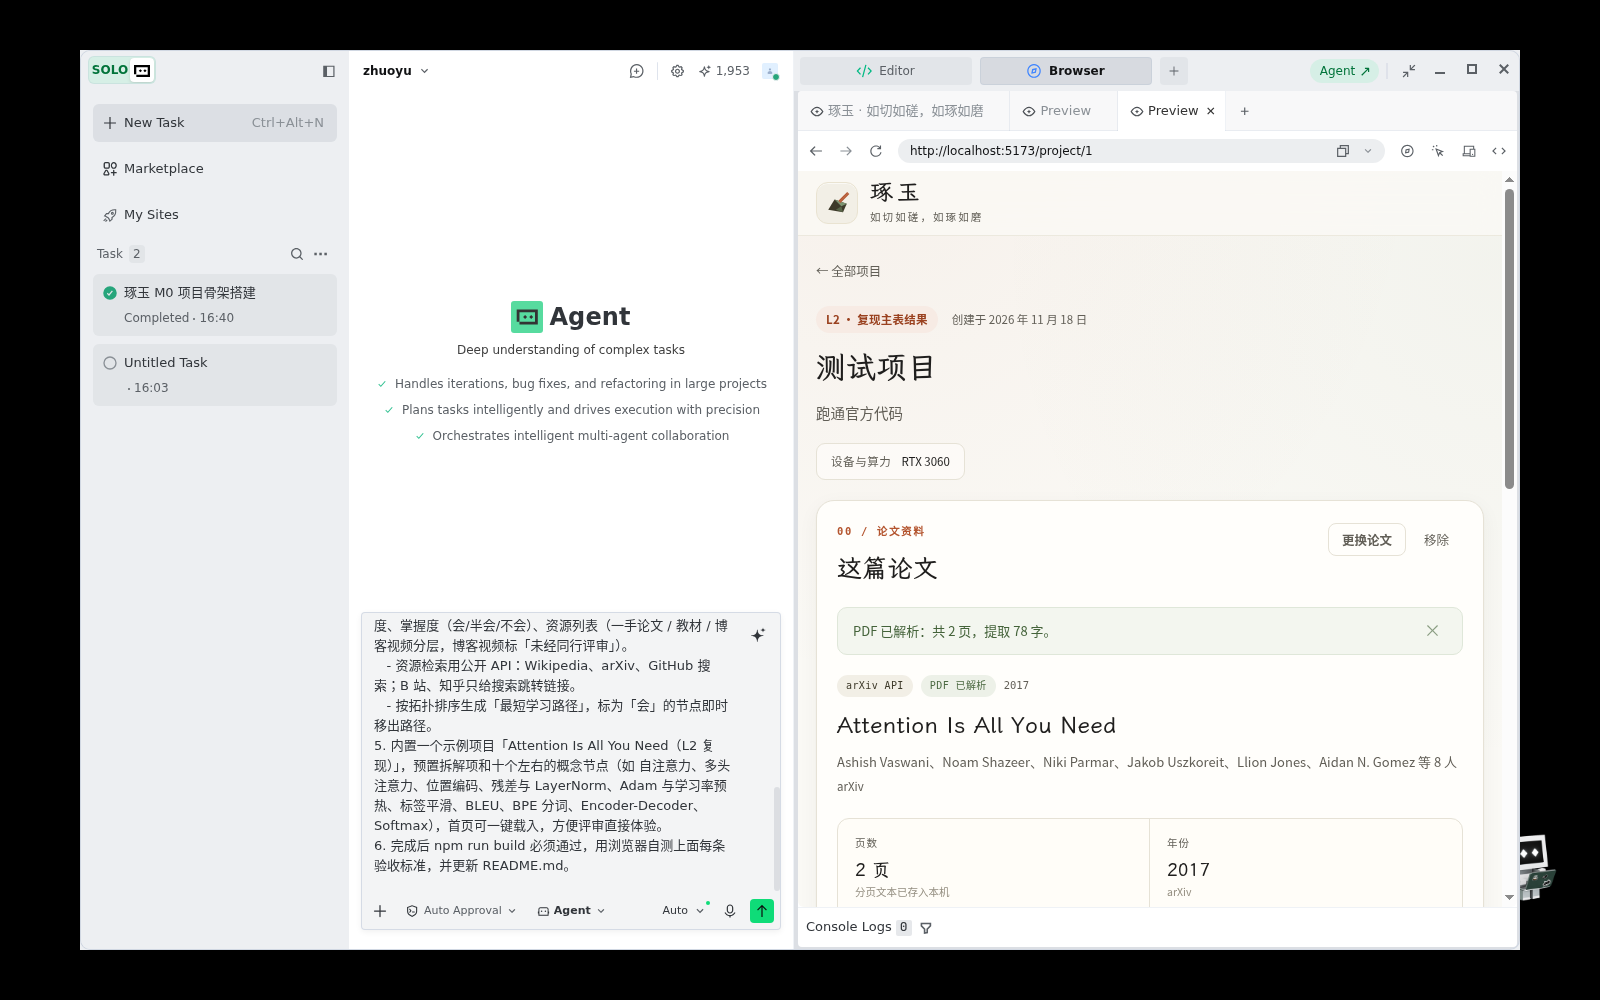 SOLO
New Task
Ctrl+Alt+N
Marketplace
My Sites
Task 2
琢玉 M0 项目骨架搭建
Completed · 16:40
Untitled Task
· 16:03
zhuoyu
1,953
Agent
Deep understanding of complex tasks
Handles iterations, bug fixes, and refactoring in large projects
Plans tasks intelligently and drives execution with precision
Orchestrates intelligent multi-agent collaboration
度、掌握度（会/半会/不会）、资源列表（一手论文 / 教材 / 博
客视频分层，博客视频标「未经同行评审」）。
- 资源检索用公开 API：Wikipedia、arXiv、GitHub 搜
索；B 站、知乎只给搜索跳转链接。
- 按拓扑排序生成「最短学习路径」，标为「会」的节点即时
移出路径。
5. 内置一个示例项目「Attention Is All You Need（L2 复
现）」，预置拆解项和十个左右的概念节点（如 自注意力、多头
注意力、位置编码、残差与 LayerNorm、Adam 与学习率预
热、标签平滑、BLEU、BPE 分词、Encoder-Decoder、
Softmax），首页可一键载入，方便评审直接体验。
6. 完成后 npm run build 必须通过，用浏览器自测上面每条
验收标准，并更新 README.md。
Auto Approval
Agent
Auto
Editor
Browser
Agent ↗
琢玉 · 如切如磋，如琢如磨
Preview
Preview
http://localhost:5173/project/1
琢玉
如切如磋，如琢如磨
← 全部项目
L2 · 复现主表结果
创建于 2026 年 11 月 18 日
测试项目
跑通官方代码
设备与算力 RTX 3060
00 / 论文资料
更换论文
移除
这篇论文
PDF 已解析：共 2 页，提取 78 字。
arXiv API
PDF 已解析
2017
Attention Is All You Need
Ashish Vaswani、Noam Shazeer、Niki Parmar、Jakob Uszkoreit、Llion Jones、Aidan N. Gomez 等 8 人
arXiv
页数
2 页
分页文本已存入本机
年份
2017
arXiv
Console Logs 0